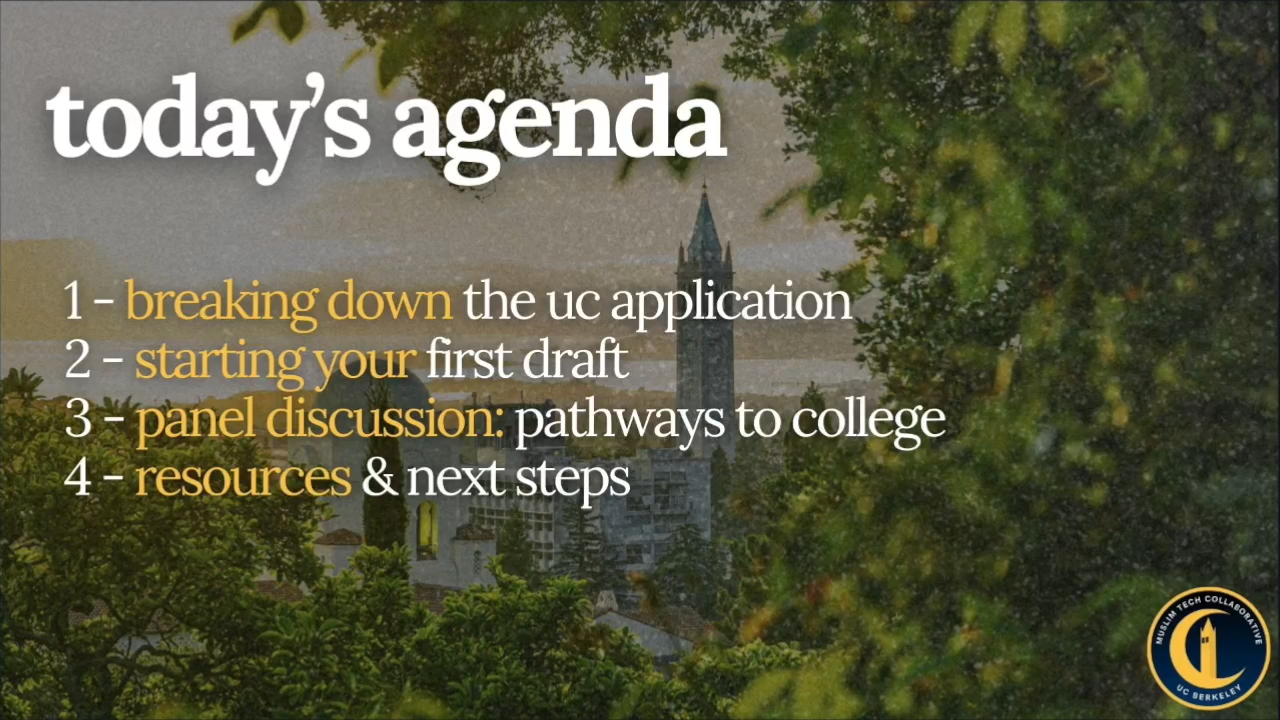 today's agenda
1 - breaking down the uc application
2 - starting your first draft
3 - panel discussion: pathways to college
4 - resources & next steps
MUSLIM TECH COLLABORATIVE
UC BERKELEY